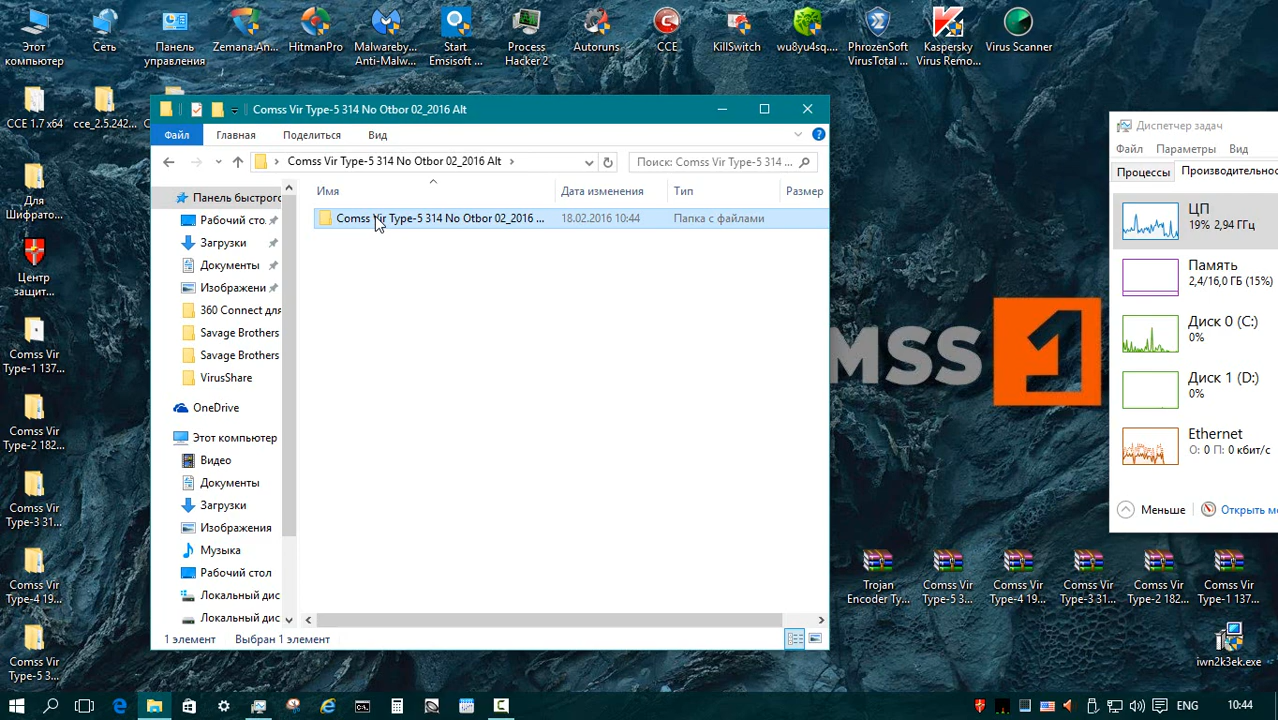 Этот компьютер
Сеть
Панель управления
Zemana.An...
HitmanPro
Malwareby... Anti-Malw...
Start Emsisoft ...
Process Hacker 2
Autoruns
CCE
KillSwitch
wu8yu4sq....
PhrozenSoft VirusTotal ...
Kaspersky Virus Remo...
Virus Scanner
CCE 1.7 x64
cce_2.5.242...
Для Шифрато...
Центр защит...
Comss Vir Type-1 137...
Comss Vir Type-2 182...
Comss Vir Type-3 31...
Comss Vir Type-4 19...
Comss Vir Type-5 3...
Comss Vir Type-5 314 No Otbor 02_2016 Alt
Файл
Главная
Поделиться
Вид
Comss Vir Type-5 314 No Otbor 02_2016 Alt
Поиск: Comss Vir Type-5 314 ...
Имя
Дата изменения
Тип
Размер
Comss Vir Type-5 314 No Otbor 02_2016 ...
18.02.2016 10:44
Папка с файлами
Панель быстрого
Рабочий сто.
Загрузки
Документы
Изображени
360 Connect для
Savage Brothers
Savage Brothers
VirusShare
OneDrive
Этот компьютер
Видео
Документы
Загрузки
Изображения
Музыка
Рабочий стол
Локальный дис
Локальный дис
1 элемент
Выбран 1 элемент
MSS 1
Диспетчер задач
Файл
Параметры
Вид
Процессы
Производительнос
ЦП
19% 2,94 ГГц
Память
2,4/16,0 ГБ (15%)
Диск 0 (C:)
0%
Диск 1 (D:)
0%
Ethernet
О: 0 П: 0 кбит/с
Меньше
Открыть мо
Trojan Encoder Ty...
Comss Vir Type-5 3...
Comss Vir Type-4 19...
Comss Vir Type-3 31...
Comss Vir Type-2 182...
Comss Vir Type-1 137...
iwn2k3ek.exe
ENG
10:44